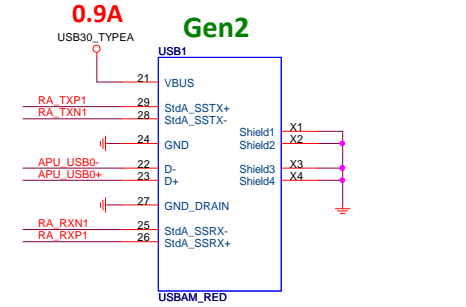 0.9A
Gen2
USB30_TYPEA
USB1
21 VBUS
RA_TXP1 29 StdA_SSTX+
RA_TXN1 28 StdA_SSTX-
24 GND
Shield1 X1
Shield2 X2
APU_USB0- 22 D-
Shield3 X3
APU_USB0+ 23 D+
Shield4 X4
27 GND_DRAIN
RA_RXN1 25 StdA_SSRX-
RA_RXP1 26 StdA_SSRX+
USBAM_RED